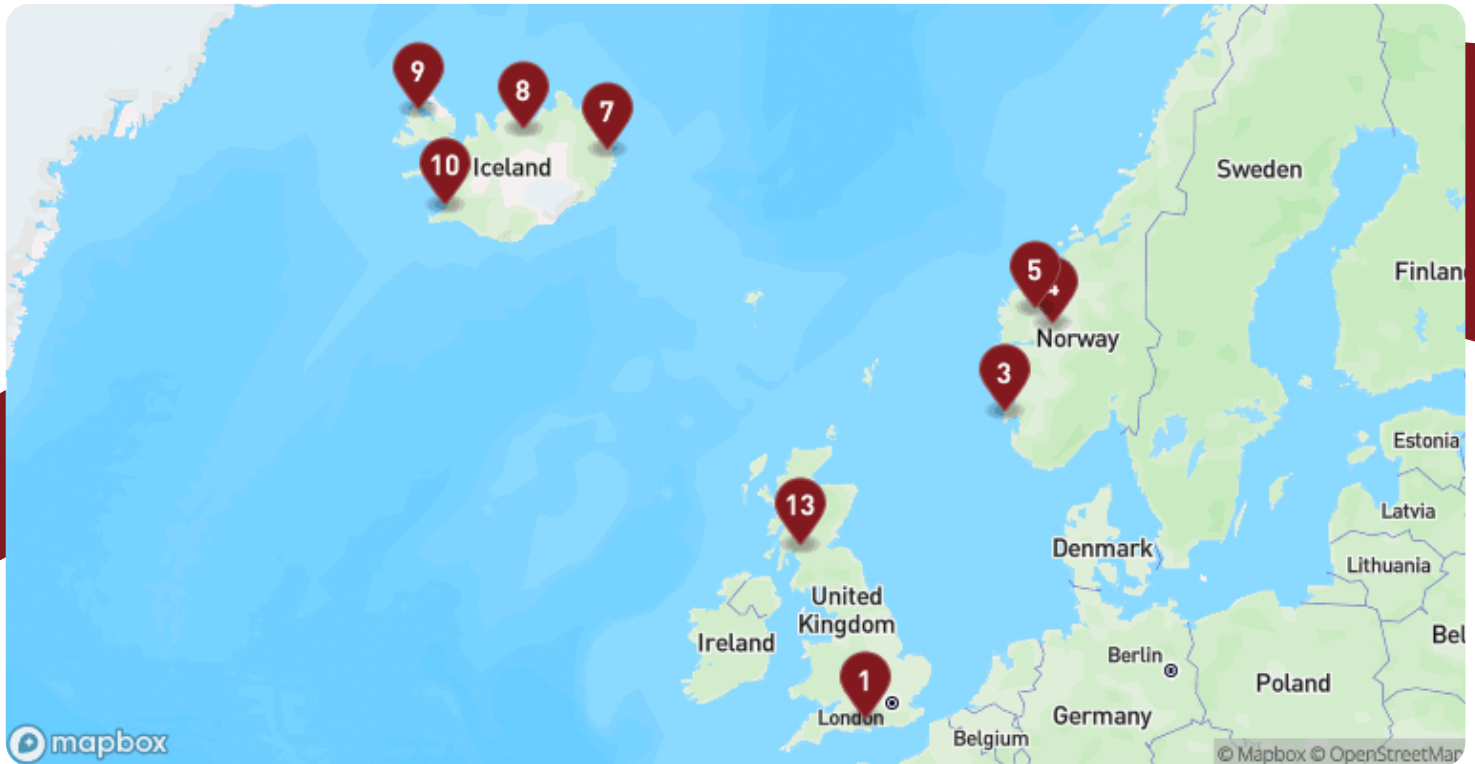 9
8
7
10
Iceland
Sweden
5
4
Finlan
Norway
3
Estonia
13
Latvia
Denmark
Lithuania
United
Kingdom
Ireland
Bel
Berlin
1
Poland
London
Germany
Belgium
mapbox
© Mapbox © OpenStreetMap